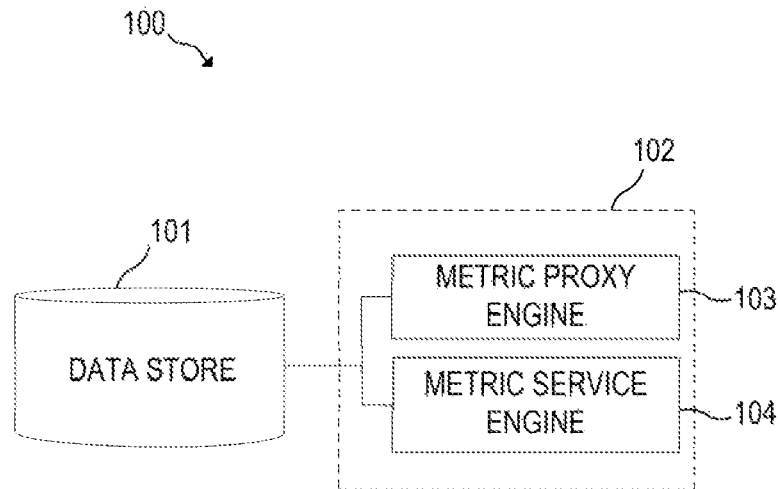 100
102
101
METRIC PROXY
ENGINE
103
DATA STORE
METRIC SERVICE
ENGINE
104